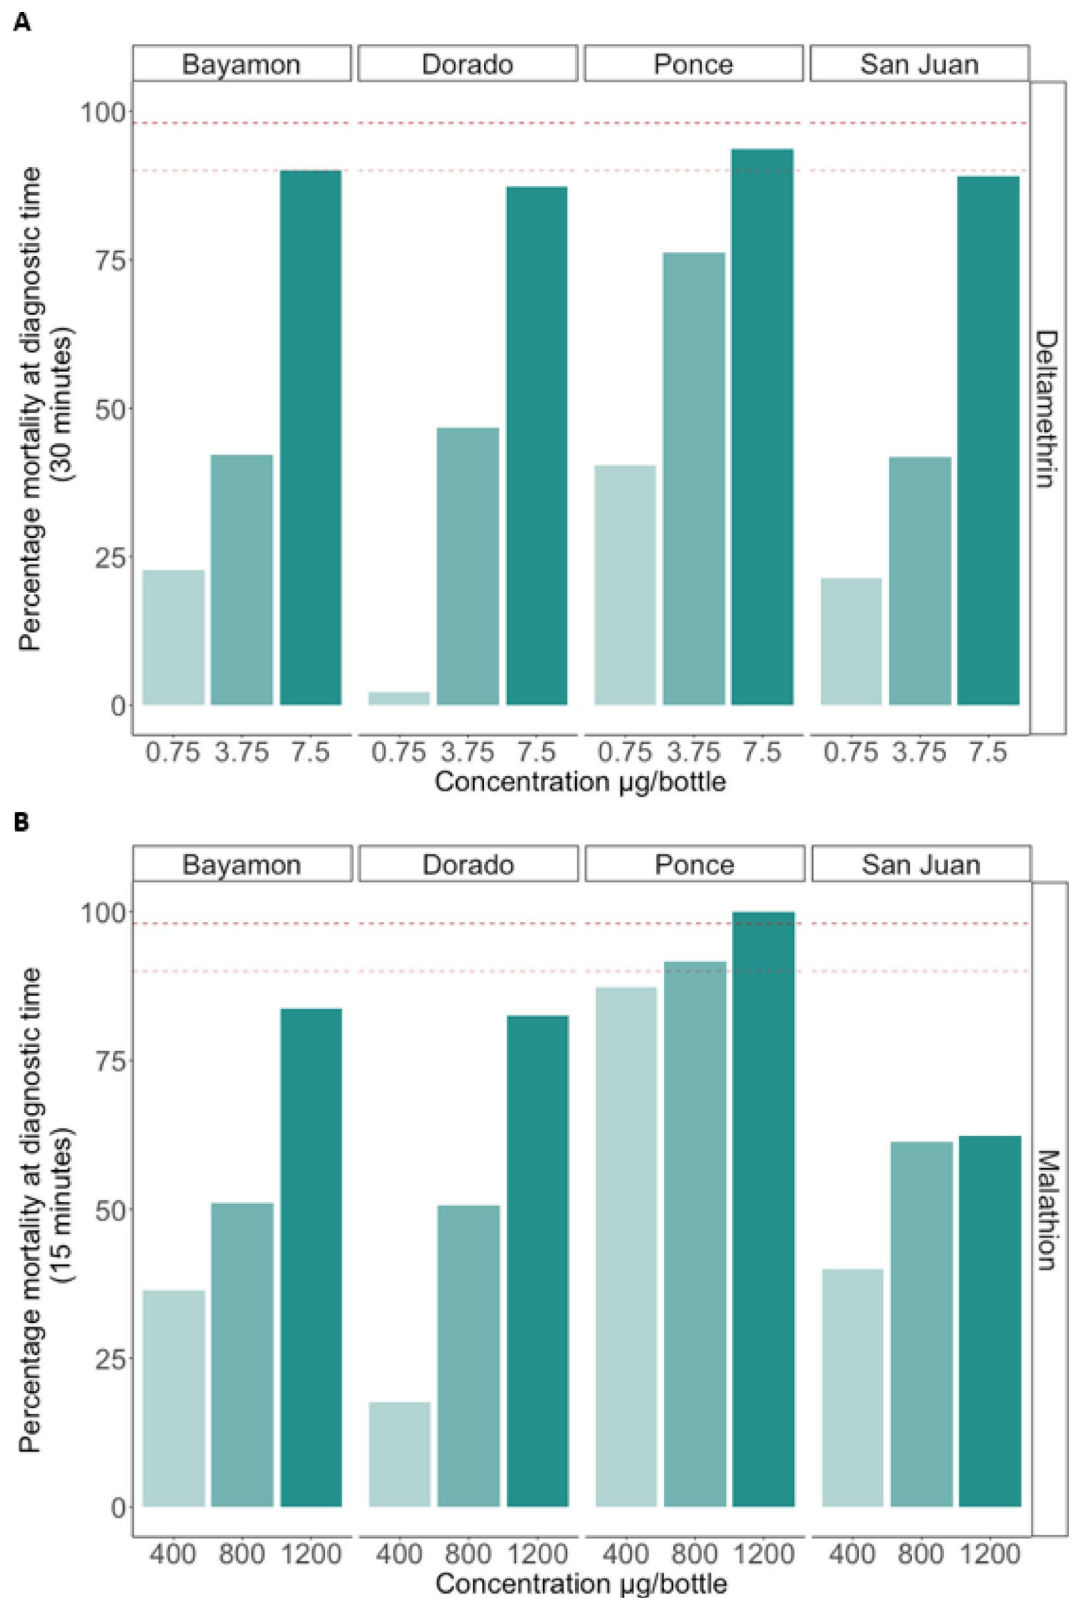 A
Bayamon Dorado Ponce San Juan
Percentage mortality at diagnostic time
(30 minutes)
100
75
50
25
0
Deltamethrin
0.75 3.75 7.5 0.75 3.75 7.5 0.75 3.75 7.5 0.75 3.75 7.5
Concentration µg/bottle
B
Bayamon Dorado Ponce San Juan
Percentage mortality at diagnostic time
(15 minutes)
100
75
50
25
0
Malathion
400 800 1200 400 800 1200 400 800 1200 400 800 1200
Concentration µg/bottle